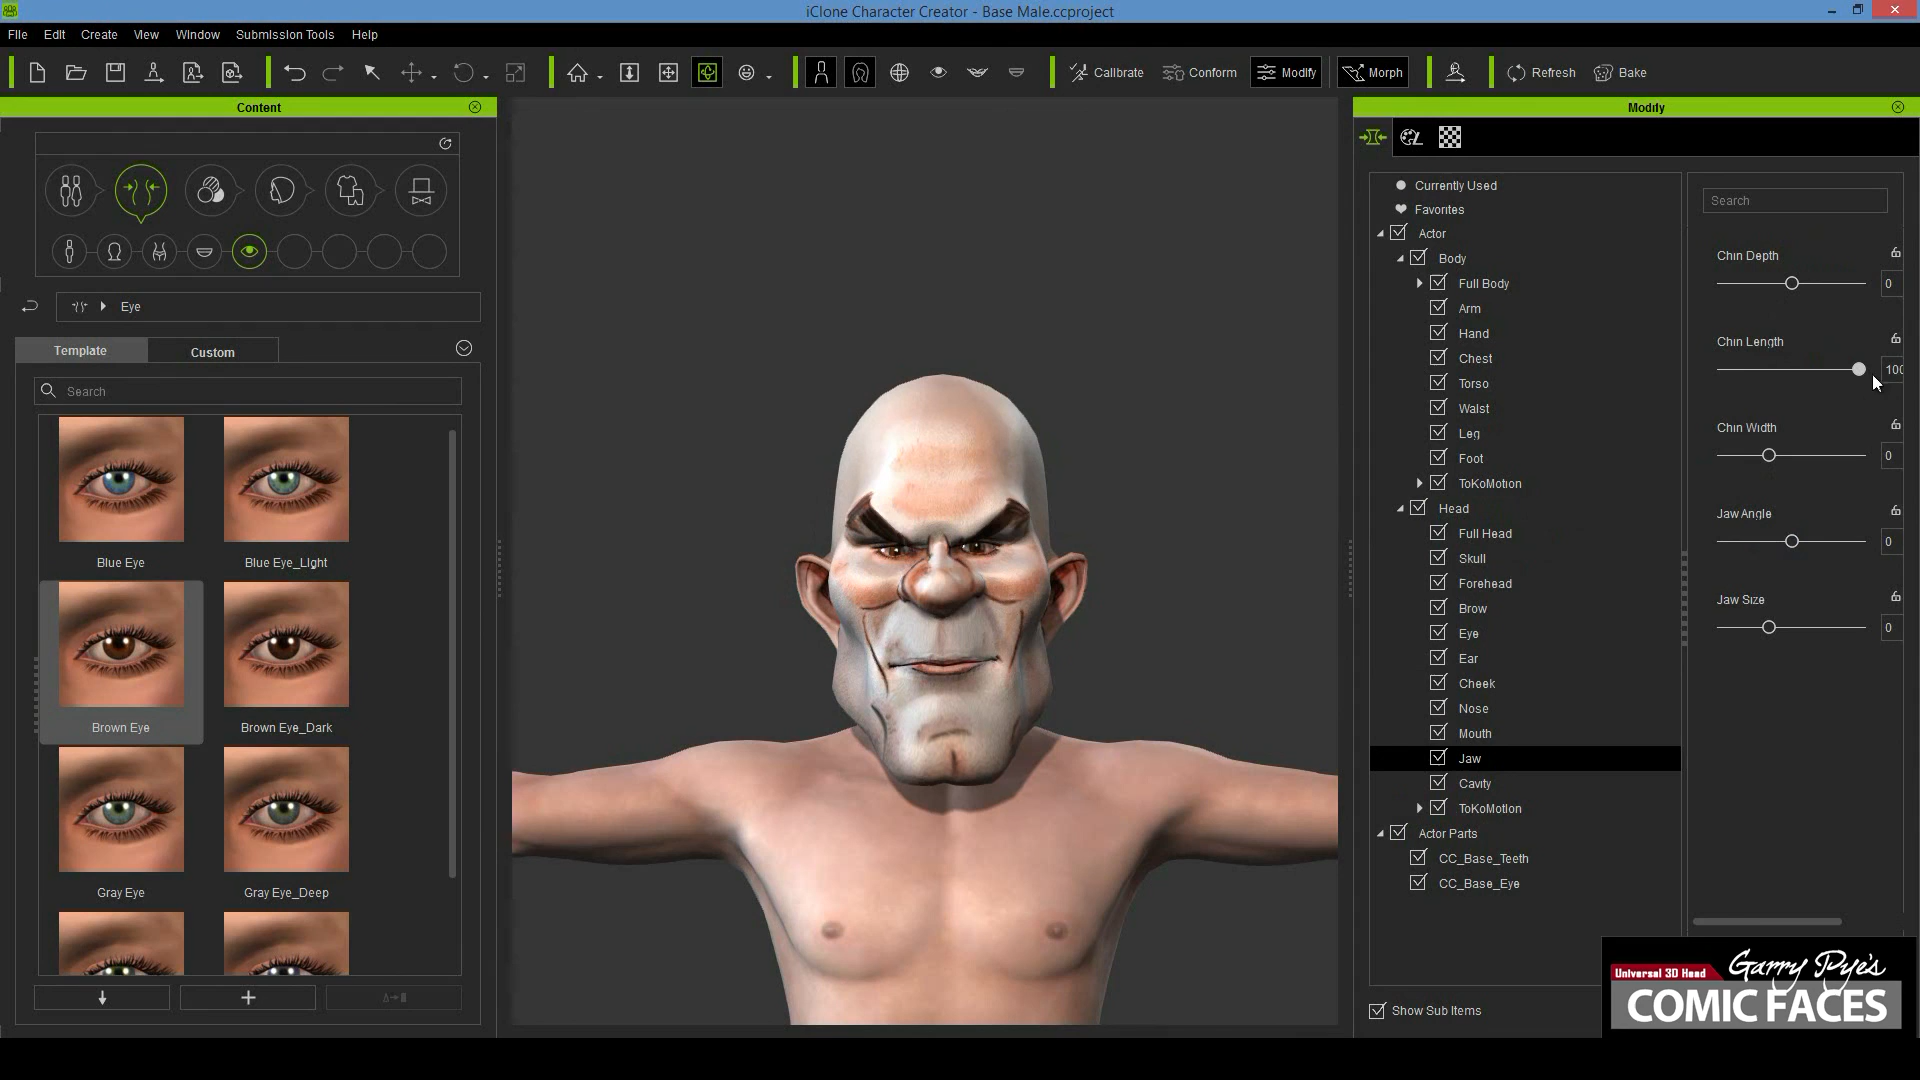 iClone Character Creator - Base Male.ccproject
File Edit Create View Window Submission Tools Help
Calibrate Conform Modify Morph Refresh Bake
Content
Eye
Template Custom
Search
Blue Eye Blue Eye_Light
Brown Eye Brown Eye_Dark
Gray Eye Gray Eye_Deep
Modify
Currently Used
Favorites
Actor
Body
Full Body
Arm
Hand
Chest
Torso
Waist
Leg
Foot
ToKoMotion
Head
Full Head
Skull
Forehead
Brow
Eye
Ear
Cheek
Nose
Mouth
Jaw
Cavity
ToKoMotion
Actor Parts
CC_Base_Teeth
CC_Base_Eye
Show Sub Items
Search
Chin Depth
0
Chin Length
100
Chin Width
0
Jaw Angle
0
Jaw Size
0
Garry Pye's
Universal 3D Head
COMIC FACES